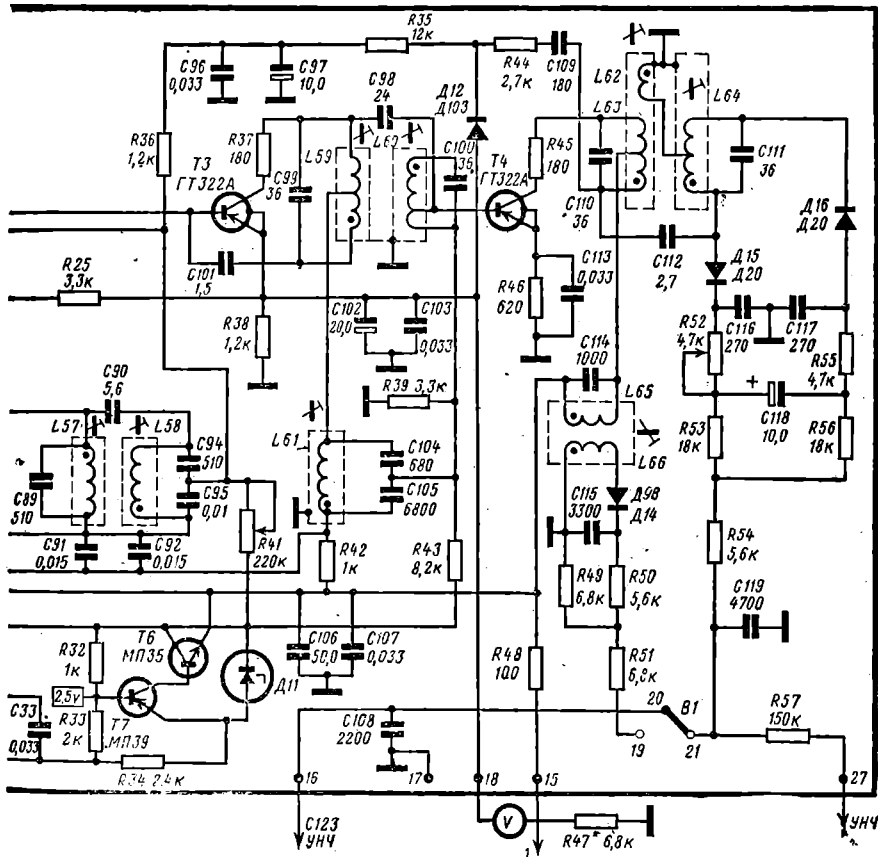 R35
12к
C96
0,033
C97
10,0
C98
24
Д12
Д103
R44
2,7к
C109
180
L62
L63
L64
R36
1,2к
R37
180
L59
L60
C99
36
C100
36
T3
ГТ322А
T4
ГТ322А
R45
180
C110
36
C111
36
Д16
Д20
C101
1,5
C112
2,7
Д15
Д20
R25
3,3к
R38
1,2к
C102
20,0
C103
0,033
C113
0,033
R46
620
R52
4,7к
C116
270
C117
270
R55
4,7к
C114
1000
L65
L66
+
C118
10,0
R53
18к
R56
18к
R39 3,3к
C90
5,6
L57
L58
C94
510
C95
0,01
C89
510
C91
0,015
C92
0,015
L61
C104
680
C105
6800
R41
220к
R42
1к
R43
8,2к
C115
3300
Д98
Д14
R49
6,8к
R50
5,6к
R54
5,6к
C119
4700
R32
1к
T6
МП35
2,5v
T7
МП39
R33
2к
C33
0,033
R34 2,4к
Д11
C106
50,0
C107
0,033
R48
100
R51
6,8к
C108
2200
20
B1
19
21
R57
150к
16
17
18
15
27
C123
УНЧ
V
R47* 6,8к
1
УНЧ